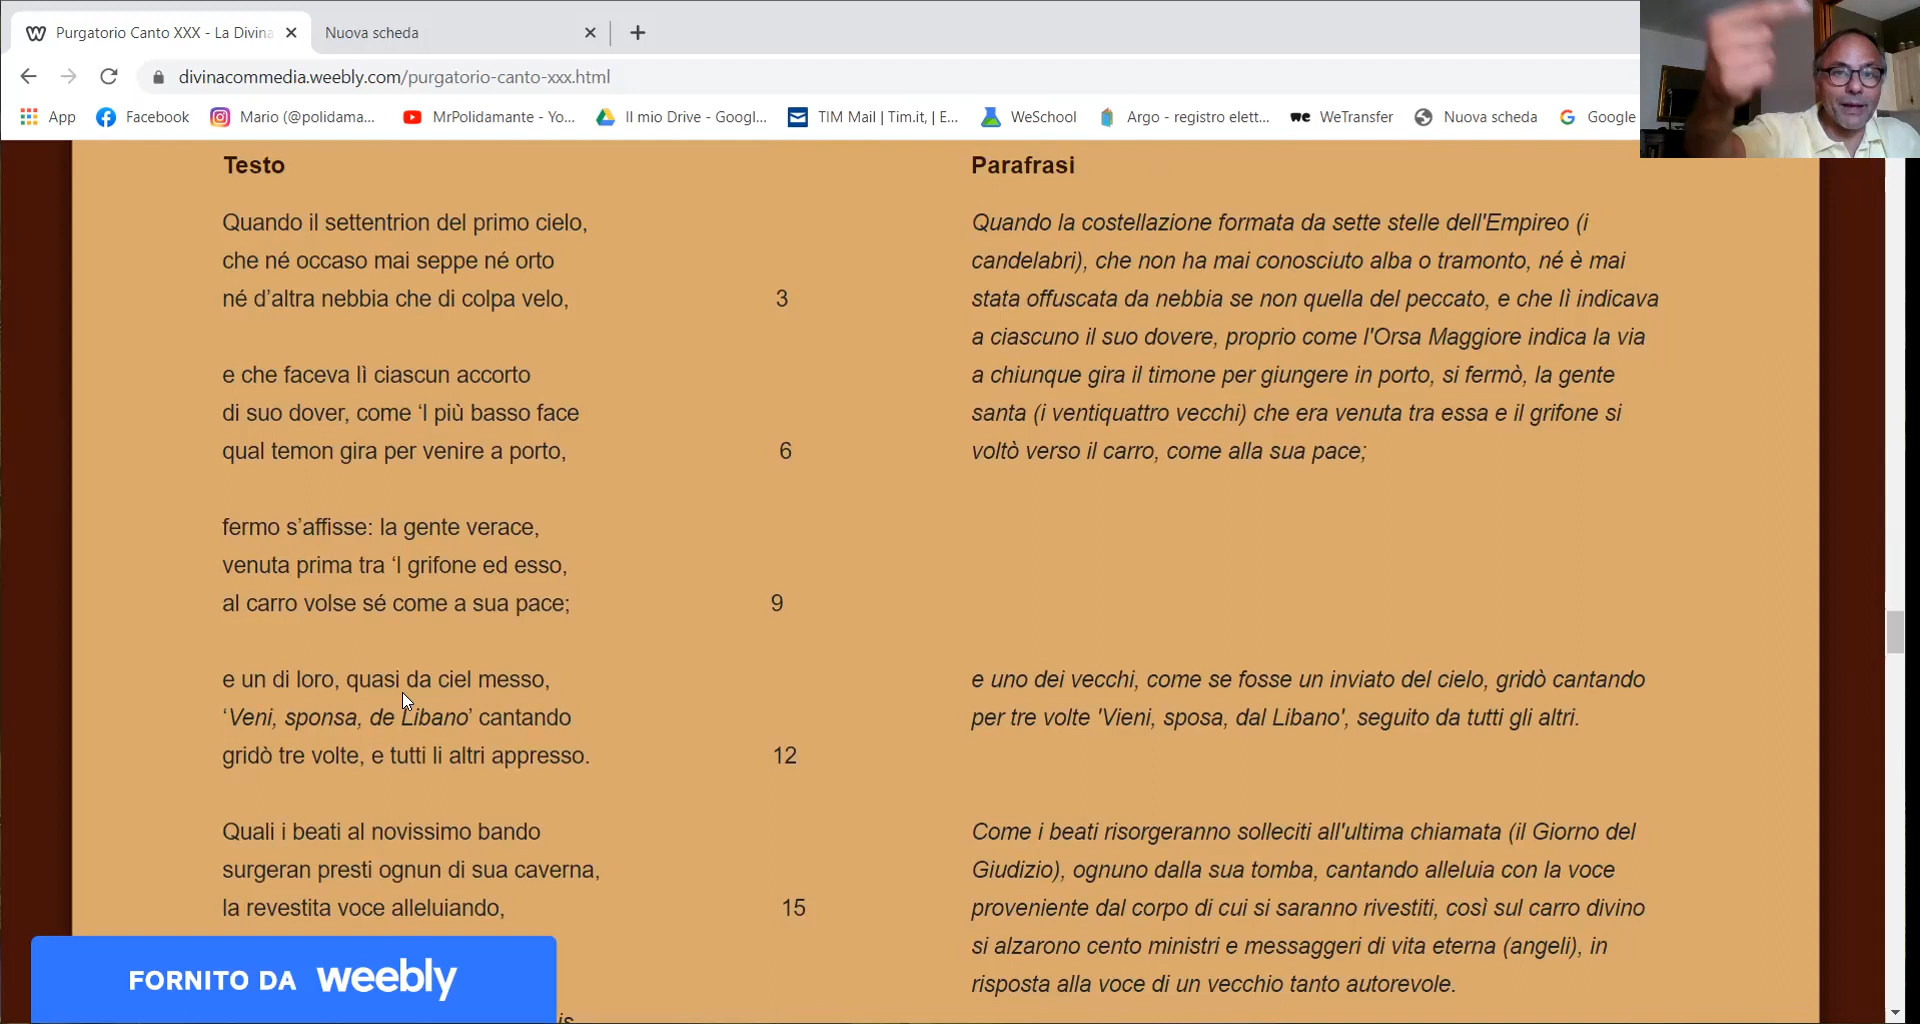 Purgatorio Canto XXX - La Divina
Nuova scheda
divinacommedia.weebly.com/purgatorio-canto-xxx.html
App
Facebook
Mario (@polidama...
MrPolidamante - Yo...
Il mio Drive - Googl...
TIM Mail | Tim.it, | E...
WeSchool
Argo - registro elett...
WeTransfer
Nuova scheda
Google
Testo
Quando il settentrion del primo cielo,
che né occaso mai seppe né orto
né d’altra nebbia che di colpa velo,
3
e che faceva lì ciascun accorto
di suo dover, come ‘l più basso face
qual temon gira per venire a porto,
6
fermo s’affisse: la gente verace,
venuta prima tra ‘l grifone ed esso,
al carro volse sé come a sua pace;
9
e un di loro, quasi da ciel messo,
‘Veni, sponsa, de Libano’ cantando
gridò tre volte, e tutti li altri appresso.
12
Quali i beati al novissimo bando
surgeran presti ognun di sua caverna,
la revestita voce alleluiando,
15
is
Parafrasi
Quando la costellazione formata da sette stelle dell'Empireo (i
candelabri), che non ha mai conosciuto alba o tramonto, né è mai
stata offuscata da nebbia se non quella del peccato, e che lì indicava
a ciascuno il suo dovere, proprio come l'Orsa Maggiore indica la via
a chiunque gira il timone per giungere in porto, si fermò, la gente
santa (i ventiquattro vecchi) che era venuta tra essa e il grifone si
voltò verso il carro, come alla sua pace;
e uno dei vecchi, come se fosse un inviato del cielo, gridò cantando
per tre volte 'Vieni, sposa, dal Libano', seguito da tutti gli altri.
Come i beati risorgeranno solleciti all'ultima chiamata (il Giorno del
Giudizio), ognuno dalla sua tomba, cantando alleluia con la voce
proveniente dal corpo di cui si saranno rivestiti, così sul carro divino
si alzarono cento ministri e messaggeri di vita eterna (angeli), in
risposta alla voce di un vecchio tanto autorevole.
FORNITO DA weebly